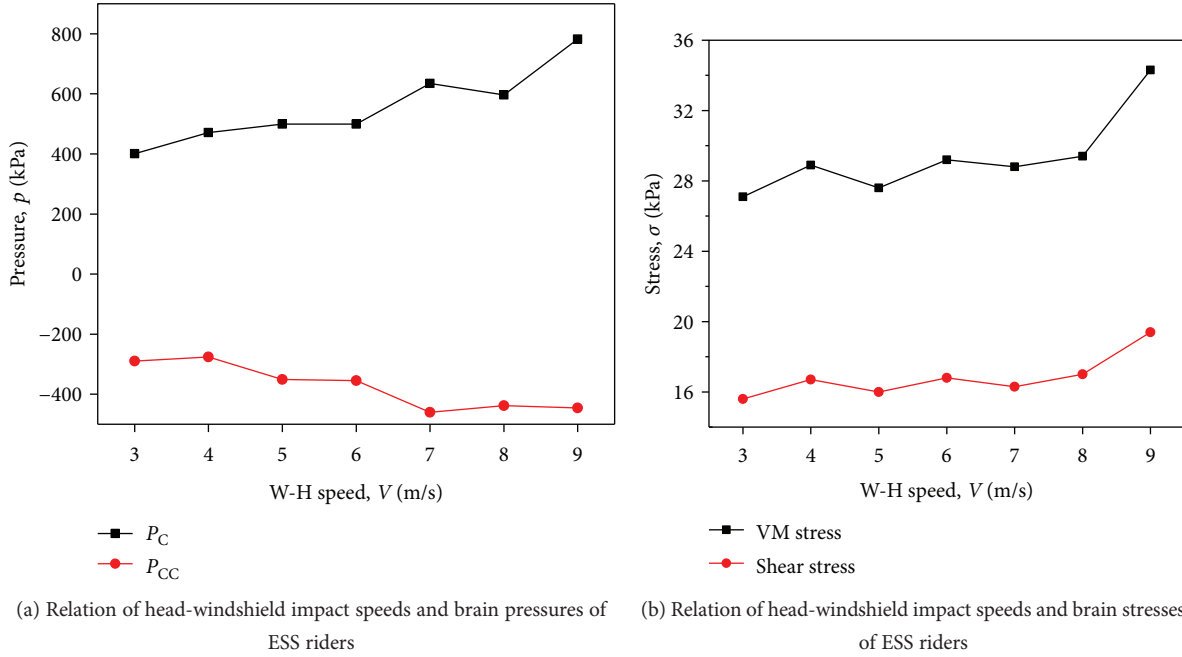 800
600
400
200
0
−200
−400
Pressure, p (kPa)
3 4 5 6 7 8 9
W-H speed, V (m/s)
P_C
P_CC
(a) Relation of head-windshield impact speeds and brain pressures of
ESS riders
36
32
28
24
20
16
Stress, σ (kPa)
3 4 5 6 7 8 9
W-H speed, V (m/s)
VM stress
Shear stress
(b) Relation of head-windshield impact speeds and brain stresses
of ESS riders